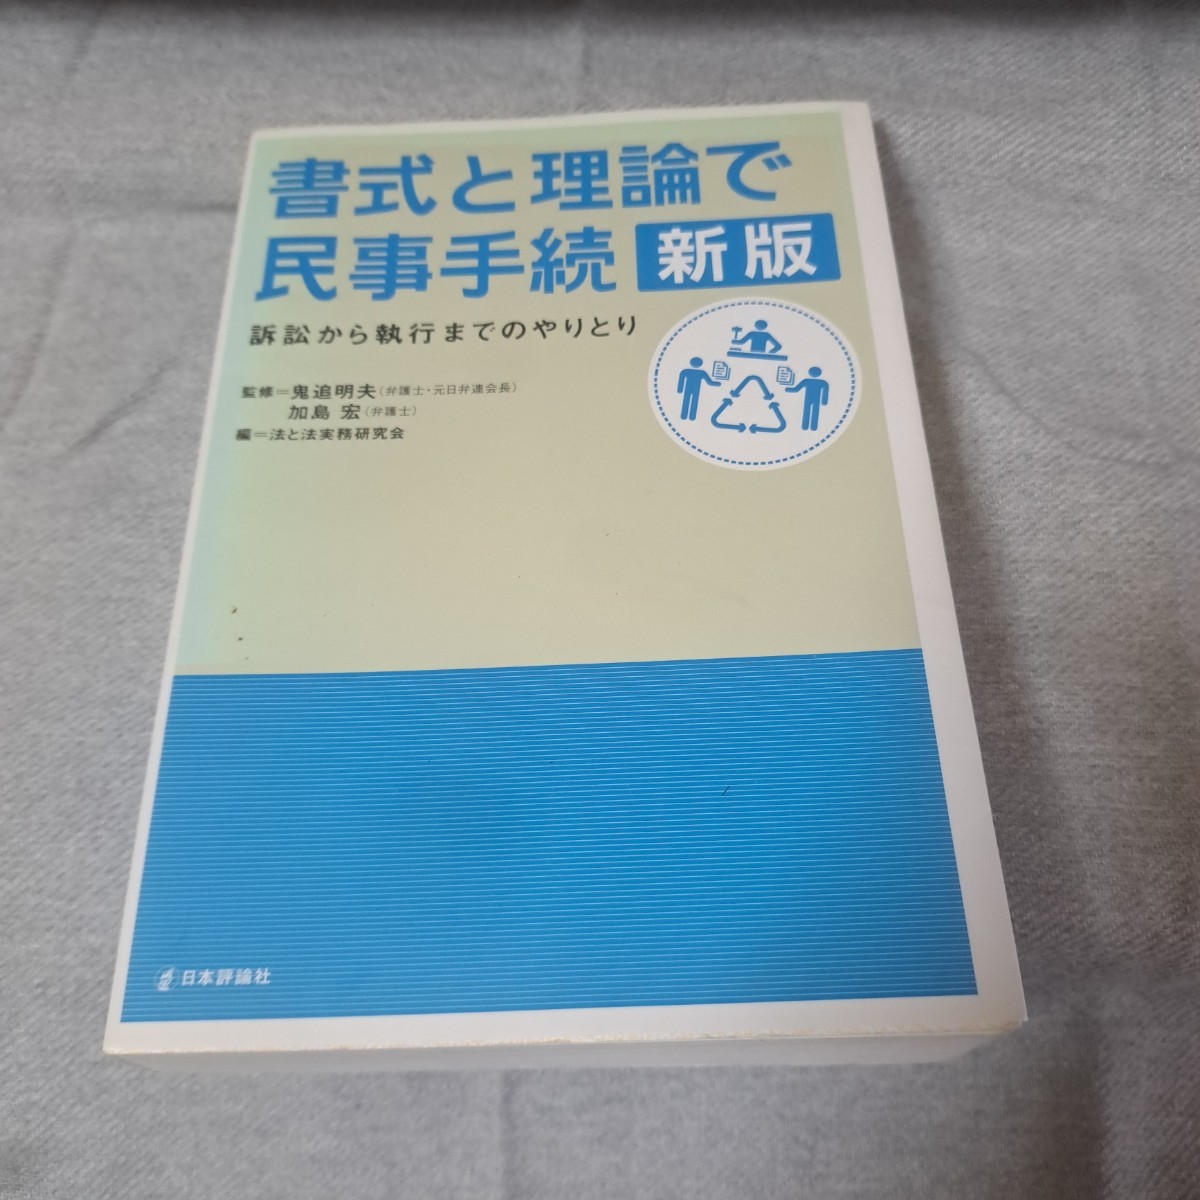 書式と理論で
民事手続 新版
訴訟から執行までのやりとり
監修＝鬼追明夫（弁護士・元日弁連会長）
加島 宏（弁護士）
編＝法と法実務研究会
日本評論社